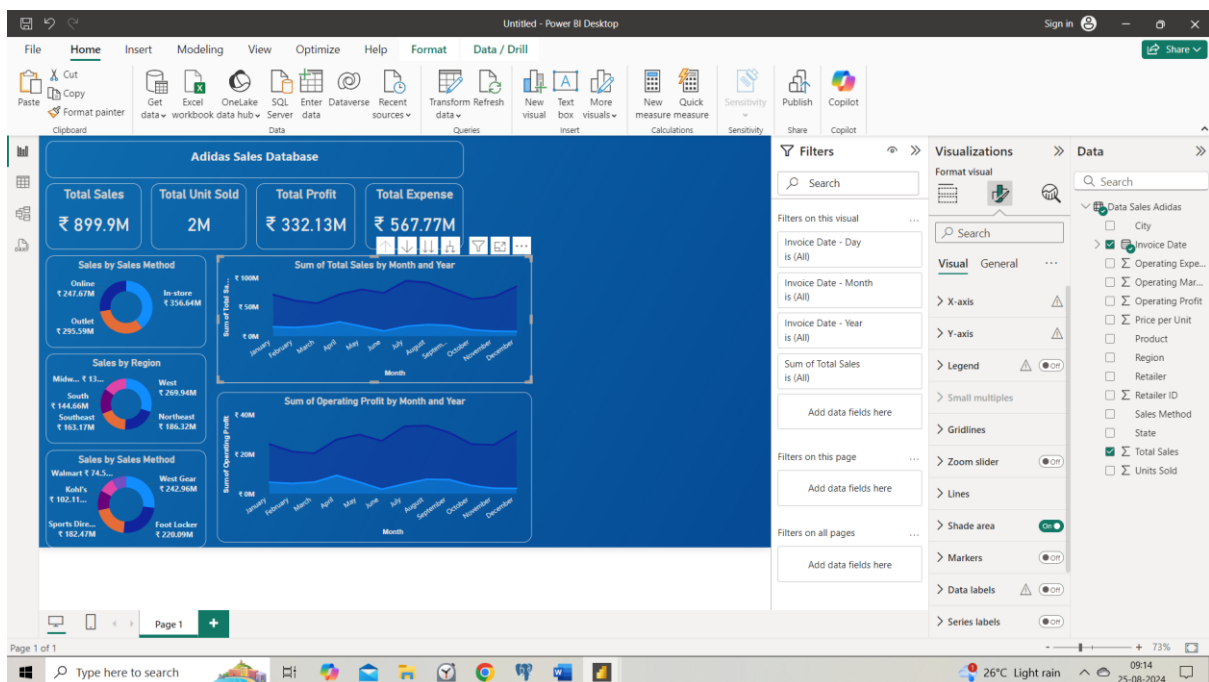 Untitled - Power BI Desktop
Sign in
File Home Insert Modeling View Optimize Help Format Data / Drill
Share
Paste
Cut
Copy
Format painter
Get data
Excel workbook
OneLake data hub
SQL Server
Enter data
Dataverse
Recent sources
Transform data
Refresh
New visual
Text box
More visuals
New measure
Quick measure
Sensitivity
Publish
Copilot
Clipboard
Data
Queries
Insert
Calculations
Sensitivity
Share
Copilot
Adidas Sales Database
Total Sales
₹ 899.9M
Total Unit Sold
2M
Total Profit
₹ 332.13M
Total Expense
₹ 567.77M
Sales by Sales Method
Online
₹ 247.67M
In-store
₹ 356.64M
Outlet
₹ 295.59M
Sales by Region
Midw... ₹ 13...
West
₹ 269.94M
South
₹ 144.66M
Southeast
₹ 163.17M
Northeast
₹ 186.32M
Sales by Sales Method
Walmart ₹ 74.5...
West Gear
₹ 242.96M
Kohl's
₹ 102.11...
Sports Dire...
₹ 182.47M
Foot Locker
₹ 220.09M
Sum of Total Sales by Month and Year
Sum of Total Sa...
₹ 100M
₹ 50M
₹ 0M
January February March April May June July August Septem... October November December
Month
Sum of Operating Profit by Month and Year
Sum of Operating Profit
₹ 40M
₹ 20M
₹ 0M
January February March April May June July August September October November December
Month
Filters
Search
Filters on this visual
Invoice Date - Day
is (All)
Invoice Date - Month
is (All)
Invoice Date - Year
is (All)
Sum of Total Sales
is (All)
Add data fields here
Filters on this page
Add data fields here
Filters on all pages
Add data fields here
Visualizations
Format visual
Search
Visual General
X-axis
Y-axis
Legend Off
Small multiples
Gridlines
Zoom slider Off
Lines
Shade area On
Markers Off
Data labels Off
Series labels Off
Data
Search
Data Sales Adidas
City
Invoice Date
Operating Expe...
Operating Mar...
Operating Profit
Price per Unit
Product
Region
Retailer
Retailer ID
Sales Method
State
Total Sales
Units Sold
Page 1
Page 1 of 1
73%
Type here to search
26°C Light rain
09:14
25-08-2024